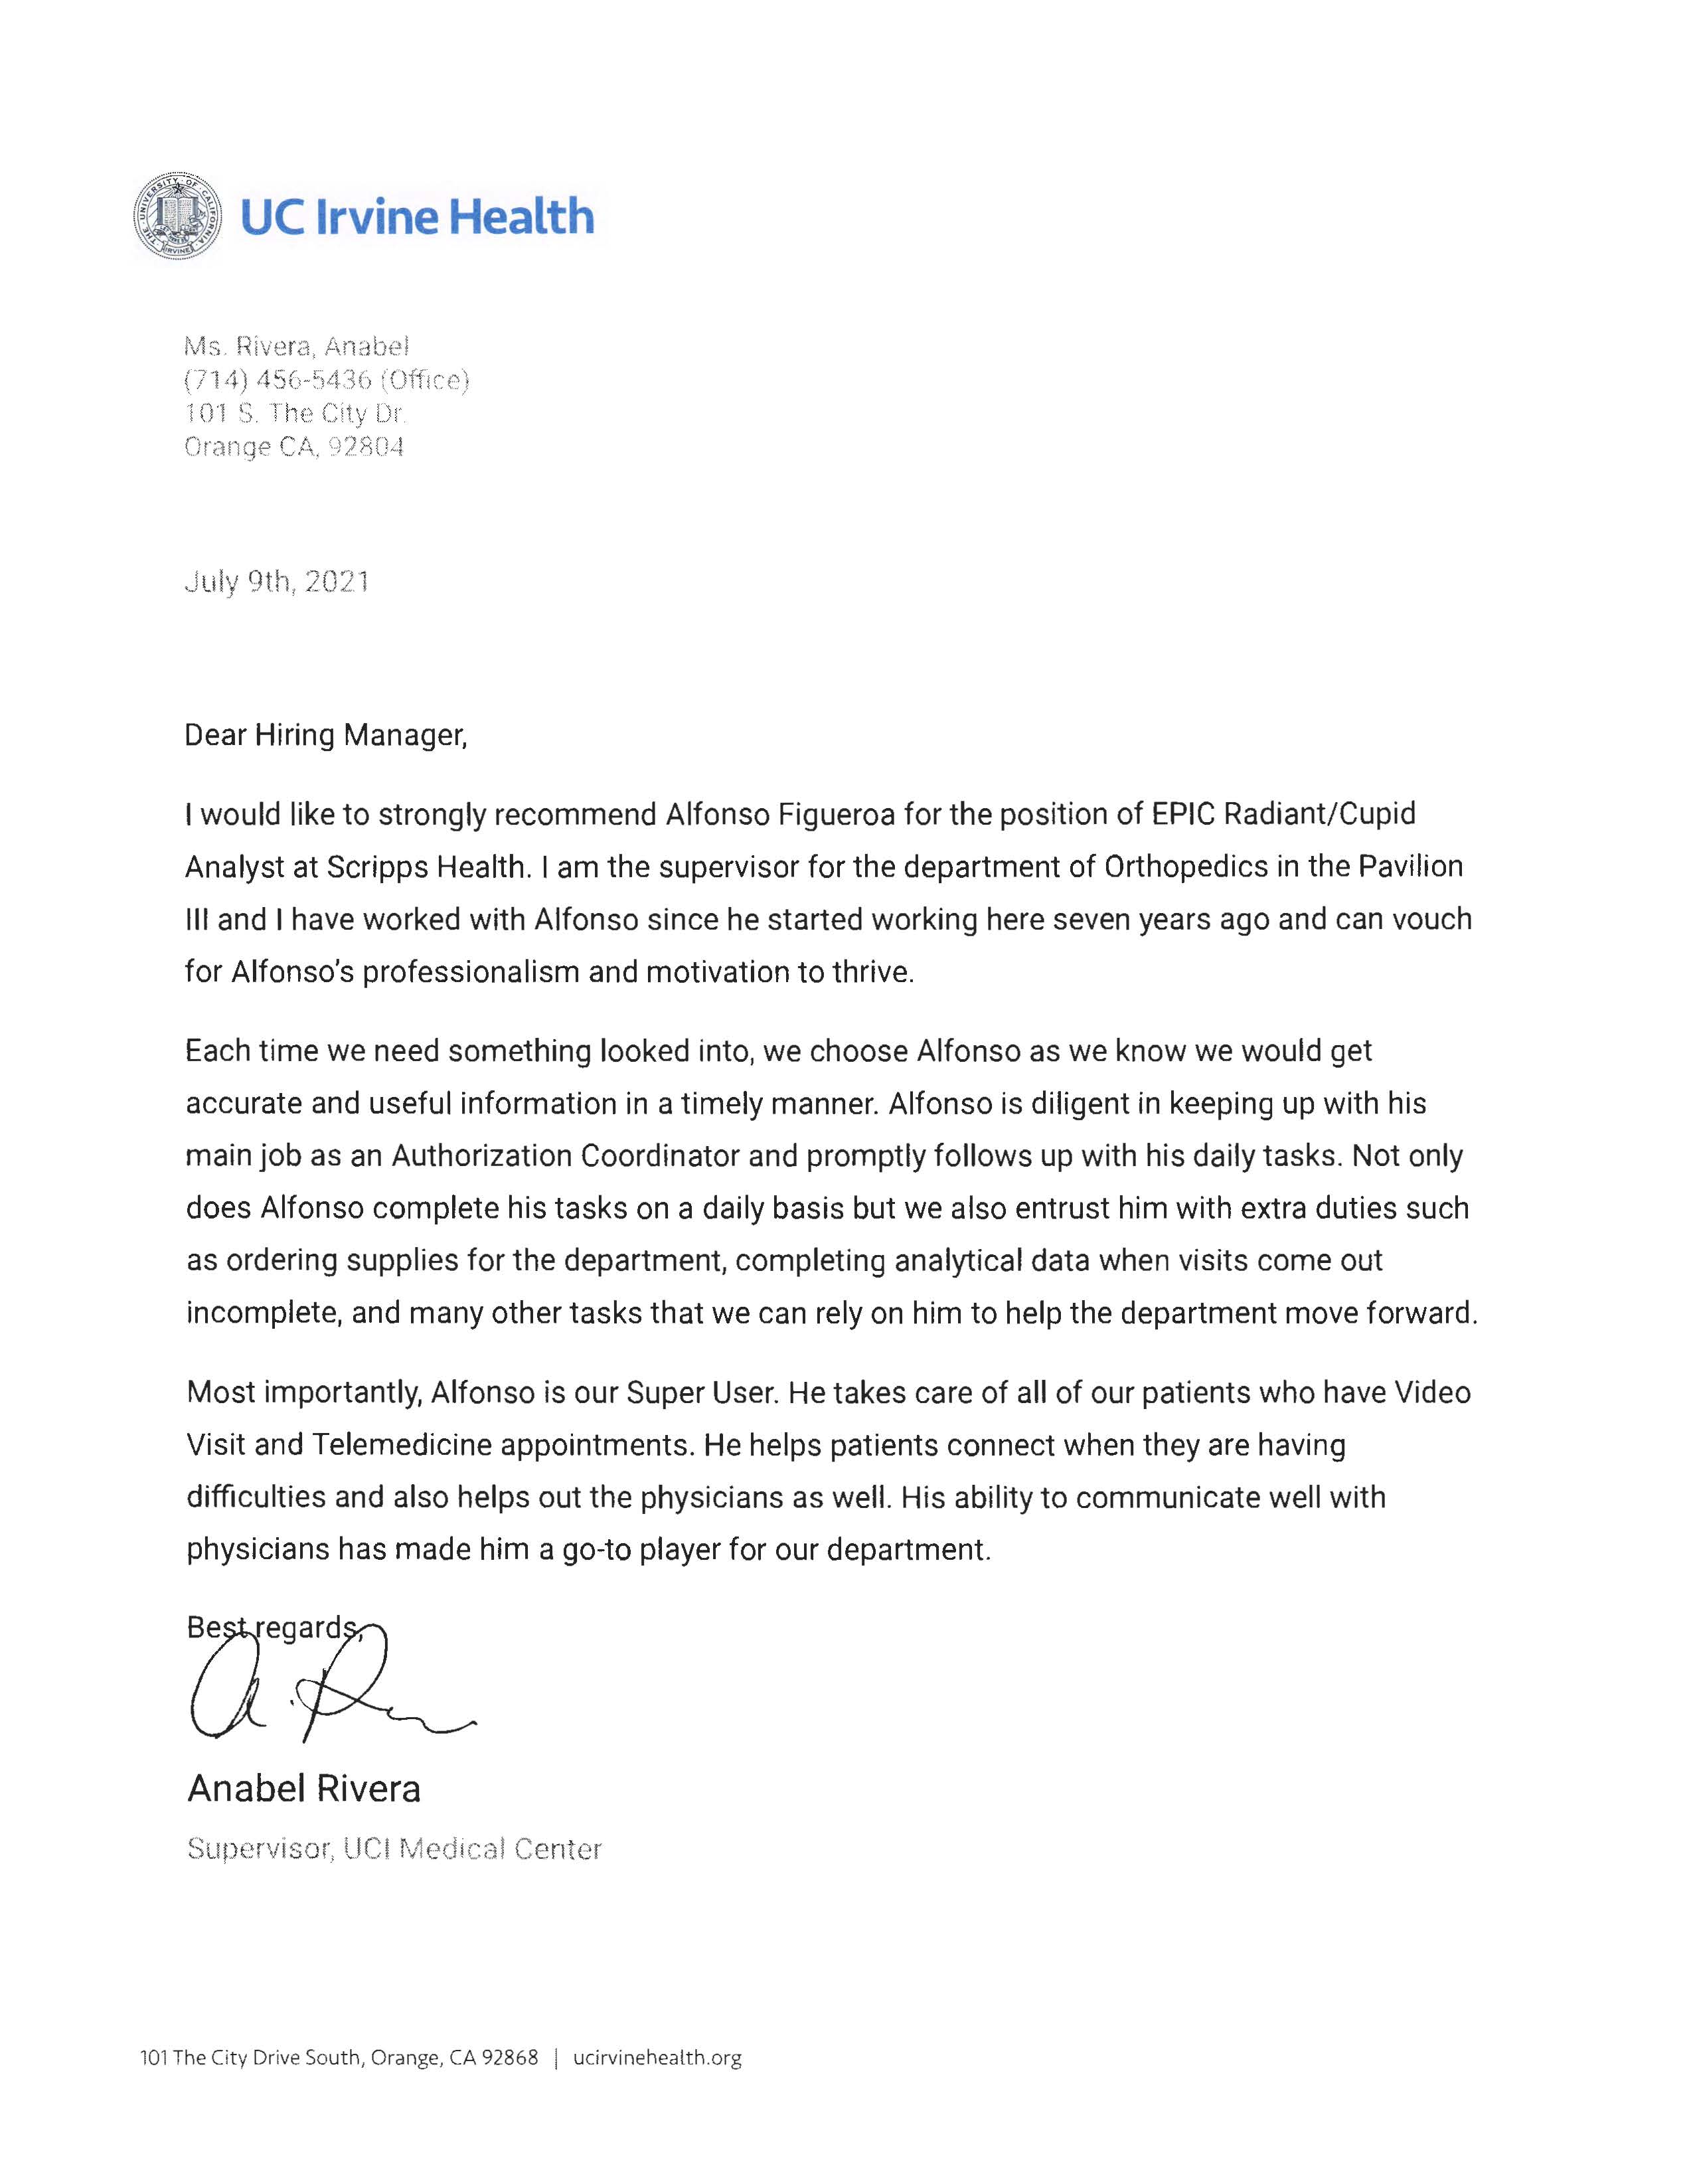 THE UNIVERSITY OF CALIFORNIA IRVINE
UC Irvine Health
Ms. Rivera, Anabel
(714) 456-5436 (Office)
101 S. The City Dr.
Orange CA, 92804
July 9th, 2021
Dear Hiring Manager,
I would like to strongly recommend Alfonso Figueroa for the position of EPIC Radiant/Cupid
Analyst at Scripps Health. I am the supervisor for the department of Orthopedics in the Pavilion
III and I have worked with Alfonso since he started working here seven years ago and can vouch
for Alfonso's professionalism and motivation to thrive.
Each time we need something looked into, we choose Alfonso as we know we would get
accurate and useful information in a timely manner. Alfonso is diligent in keeping up with his
main job as an Authorization Coordinator and promptly follows up with his daily tasks. Not only
does Alfonso complete his tasks on a daily basis but we also entrust him with extra duties such
as ordering supplies for the department, completing analytical data when visits come out
incomplete, and many other tasks that we can rely on him to help the department move forward.
Most importantly, Alfonso is our Super User. He takes care of all of our patients who have Video
Visit and Telemedicine appointments. He helps patients connect when they are having
difficulties and also helps out the physicians as well. His ability to communicate well with
physicians has made him a go-to player for our department.
Best regards,
Anabel Rivera
Supervisor, UCI Medical Center
101 The City Drive South, Orange, CA 92868 | ucirvinehealth.org